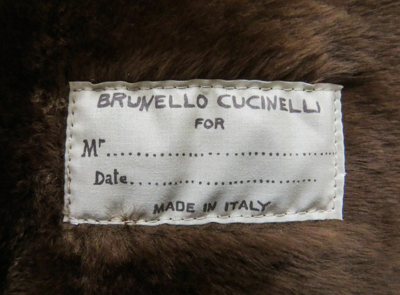 BRUNELLO CUCINELLI
FOR
Mr.......................................
Date................................
MADE IN ITALY